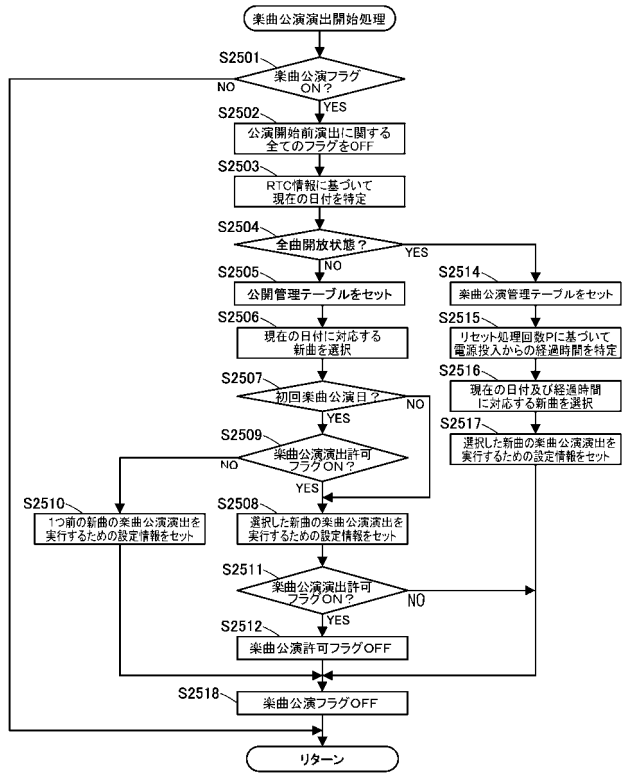 楽曲公演演出開始処理
S2501
楽曲公演フラグ
ON?
NO
YES
S2502
公演開始前演出に関する
全てのフラグをOFF
S2503
RTC情報に基づいて
現在の日付を特定
S2504
全曲開放状態?
YES
NO
S2505
公開管理テーブルをセット
S2514
楽曲公演管理テーブルをセット
S2506
現在の日付に対応する
新曲を選択
S2515
リセット処理回数Pに基づいて
電源投入からの経過時間を特定
S2507
初回楽曲公演日?
NO
YES
S2516
現在の日付及び経過時間
に対応する新曲を選択
S2509
楽曲公演演出許可
フラグON?
NO
YES
S2517
選択した新曲の楽曲公演演出を
実行するための設定情報をセット
S2510
1つ前の新曲の楽曲公演演出を
実行するための設定情報をセット
S2508
選択した新曲の楽曲公演演出を
実行するための設定情報をセット
S2511
楽曲公演演出許可
フラグON?
NO
YES
S2512
楽曲公演許可フラグOFF
S2518
楽曲公演フラグOFF
リターン